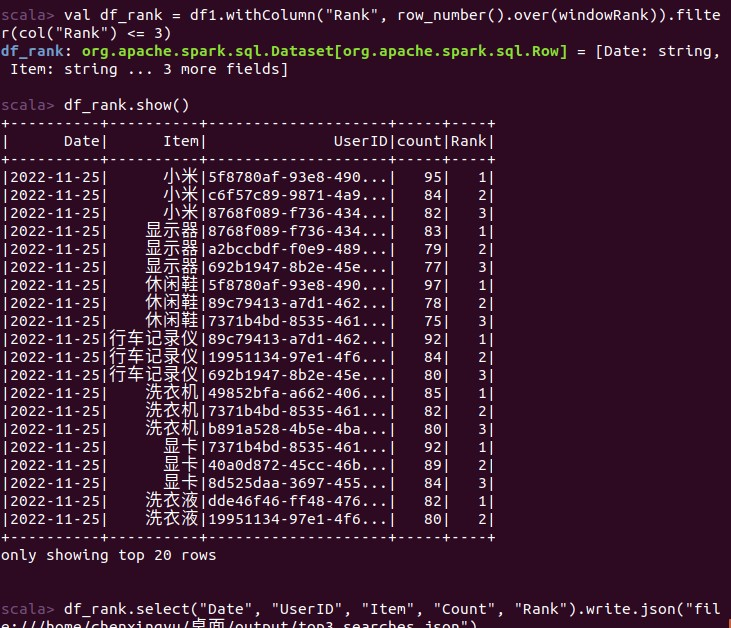 scala> val df_rank = df1.withColumn("Rank", row_number().over(windowRank)).filte
r(col("Rank") <= 3)
df_rank: org.apache.spark.sql.Dataset[org.apache.spark.sql.Row] = [Date: string,
 Item: string ... 3 more fields]
scala> df_rank.show()
+----------+----------+--------------------+-----+----+
|      Date|      Item|              UserID|count|Rank|
+----------+----------+--------------------+-----+----+
|2022-11-25|      小米|5f8780af-93e8-490...|   95|   1|
|2022-11-25|      小米|c6f57c89-9871-4a9...|   84|   2|
|2022-11-25|      小米|8768f089-f736-434...|   82|   3|
|2022-11-25|    显示器|8768f089-f736-434...|   83|   1|
|2022-11-25|    显示器|a2bccbdf-f0e9-489...|   79|   2|
|2022-11-25|    显示器|692b1947-8b2e-45e...|   77|   3|
|2022-11-25|    休闲鞋|5f8780af-93e8-490...|   97|   1|
|2022-11-25|    休闲鞋|89c79413-a7d1-462...|   78|   2|
|2022-11-25|    休闲鞋|7371b4bd-8535-461...|   75|   3|
|2022-11-25|行车记录仪|89c79413-a7d1-462...|   92|   1|
|2022-11-25|行车记录仪|19951134-97e1-4f6...|   84|   2|
|2022-11-25|行车记录仪|692b1947-8b2e-45e...|   80|   3|
|2022-11-25|    洗衣机|49852bfa-a662-406...|   85|   1|
|2022-11-25|    洗衣机|7371b4bd-8535-461...|   82|   2|
|2022-11-25|    洗衣机|b891a528-4b5e-4ba...|   80|   3|
|2022-11-25|      显卡|7371b4bd-8535-461...|   92|   1|
|2022-11-25|      显卡|40a0d872-45cc-46b...|   89|   2|
|2022-11-25|      显卡|8d525daa-3697-455...|   84|   3|
|2022-11-25|    洗衣液|dde46f46-ff48-476...|   82|   1|
|2022-11-25|    洗衣液|19951134-97e1-4f6...|   80|   2|
+----------+----------+--------------------+-----+----+
only showing top 20 rows
scala> df_rank.select("Date", "UserID", "Item", "Count", "Rank").write.json("fil
e:///home/chenxingyu/桌面/output/top3_searches.json")